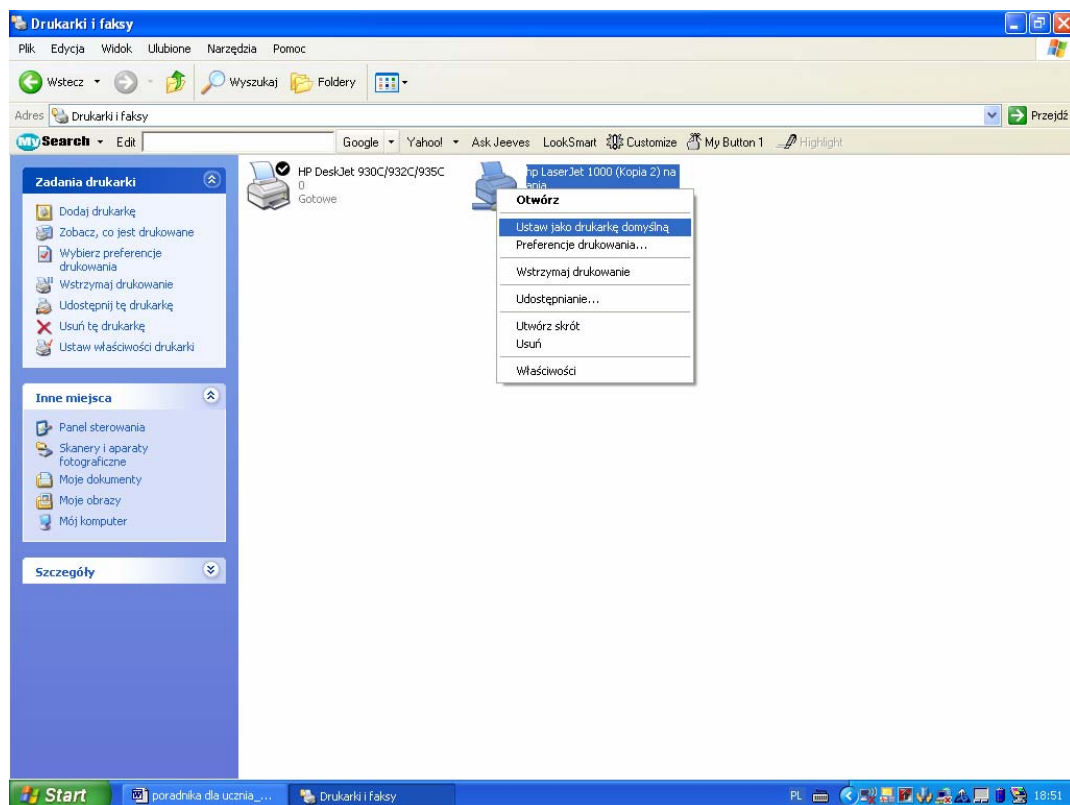 Drukarki i faksy
Plik Edycja Widok Ulubione Narzędzia Pomoc
Wstecz Wyszukaj Foldery
Adres Drukarki i faksy Przejdź
My Search Edit Google Yahoo! Ask Jeeves LookSmart Customize My Button 1 Highlight
Zadania drukarki
Dodaj drukarkę
Zobacz, co jest drukowane
Wybierz preferencje
drukowania
Wstrzymaj drukowanie
Udostępnij tę drukarkę
Usuń tę drukarkę
Ustaw właściwości drukarki
Inne miejsca
Panel sterowania
Skanery i aparaty
fotograficzne
Moje dokumenty
Moje obrazy
Mój komputer
Szczegóły
HP DeskJet 930C/932C/935C
0
Gotowe
hp LaserJet 1000 (Kopia 2) na
Otwórz
Ustaw jako drukarkę domyślną
Preferencje drukowania...
Wstrzymaj drukowanie
Udostępnianie...
Utwórz skrót
Usuń
Właściwości
Start poradnika dla ucznia_... Drukarki i faksy PL 18:51